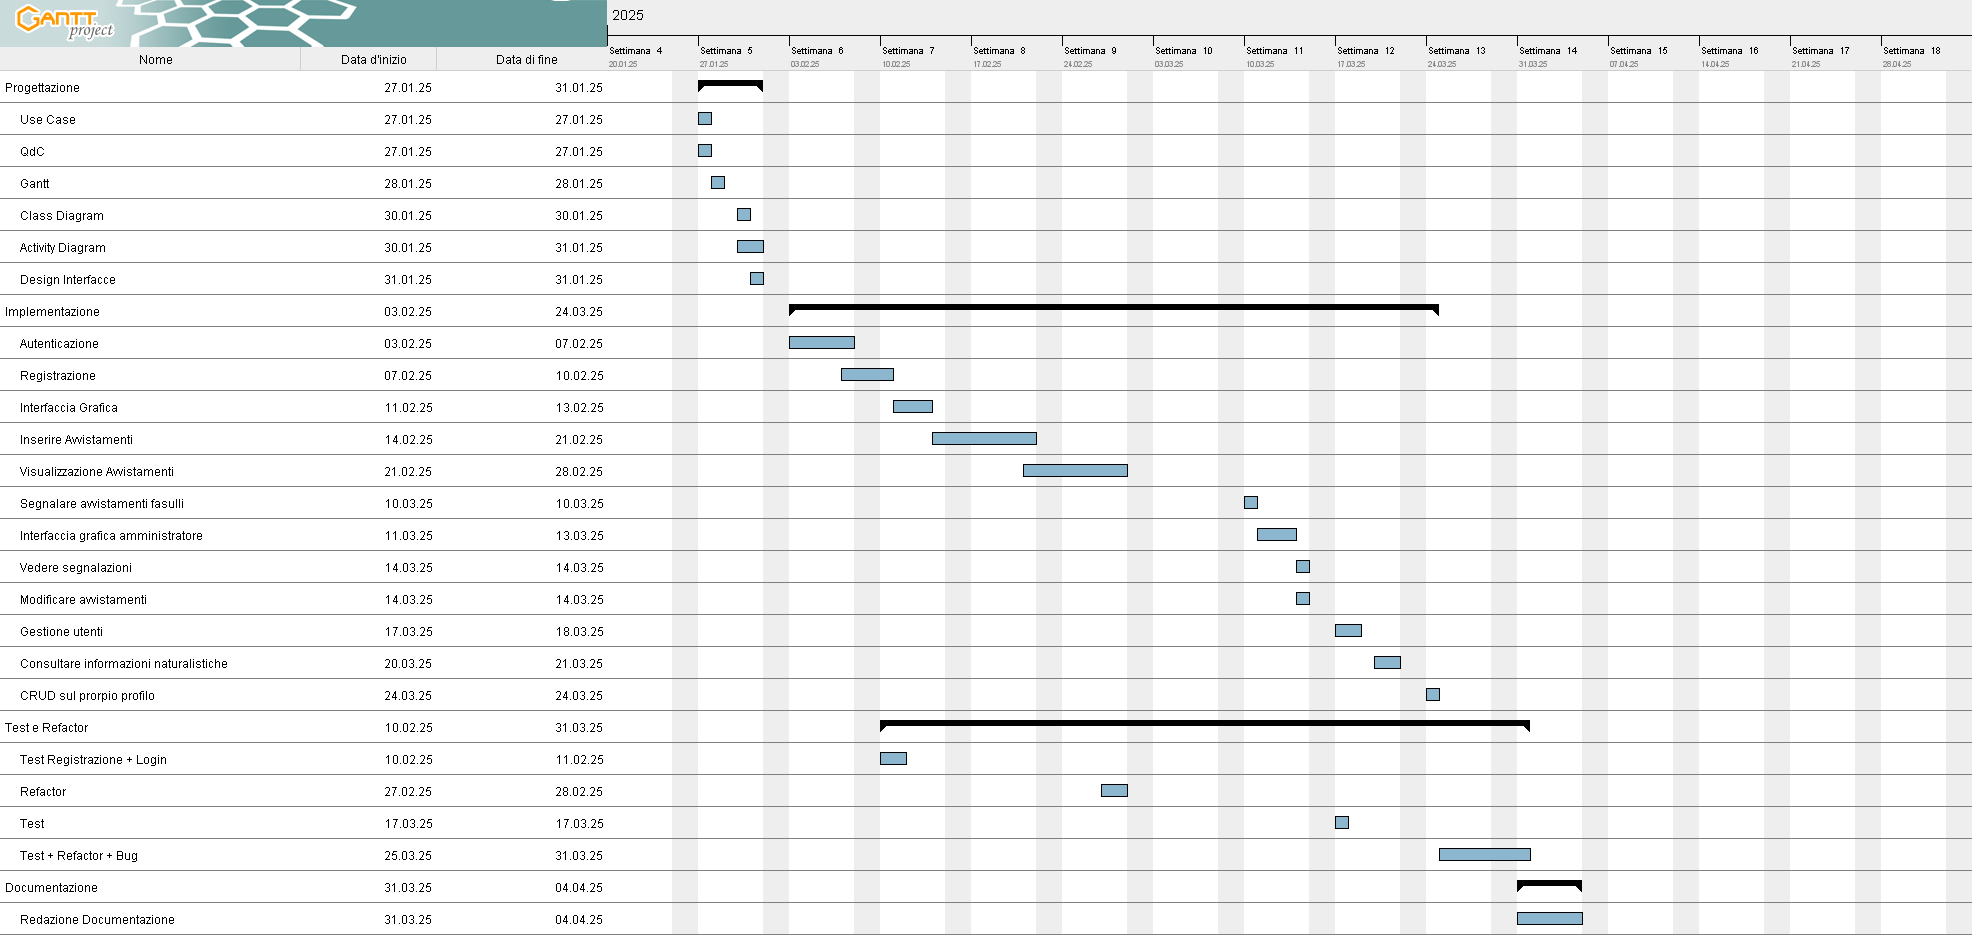 GANTT
project
2025
Settimana 4 Settimana 5 Settimana 6 Settimana 7 Settimana 8 Settimana 9 Settimana 10 Settimana 11 Settimana 12 Settimana 13 Settimana 14 Settimana 15 Settimana 16 Settimana 17 Settimana 18
20.01.25 27.01.25 03.02.25 10.02.25 17.02.25 24.02.25 03.03.25 10.03.25 17.03.25 24.03.25 31.03.25 07.04.25 14.04.25 21.04.25 28.04.25
Nome Data d'inizio Data di fine
Progettazione 27.01.25 31.01.25
Use Case 27.01.25 27.01.25
QdC 27.01.25 27.01.25
Gantt 28.01.25 28.01.25
Class Diagram 30.01.25 30.01.25
Activity Diagram 30.01.25 31.01.25
Design Interfacce 31.01.25 31.01.25
Implementazione 03.02.25 24.03.25
Autenticazione 03.02.25 07.02.25
Registrazione 07.02.25 10.02.25
Interfaccia Grafica 11.02.25 13.02.25
Inserire Avvistamenti 14.02.25 21.02.25
Visualizzazione Avvistamenti 21.02.25 28.02.25
Segnalare avvistamenti fasulli 10.03.25 10.03.25
Interfaccia grafica amministratore 11.03.25 13.03.25
Vedere segnalazioni 14.03.25 14.03.25
Modificare avvistamenti 14.03.25 14.03.25
Gestione utenti 17.03.25 18.03.25
Consultare informazioni naturalistiche 20.03.25 21.03.25
CRUD sul prorpio profilo 24.03.25 24.03.25
Test e Refactor 10.02.25 31.03.25
Test Registrazione + Login 10.02.25 11.02.25
Refactor 27.02.25 28.02.25
Test 17.03.25 17.03.25
Test + Refactor + Bug 25.03.25 31.03.25
Documentazione 31.03.25 04.04.25
Redazione Documentazione 31.03.25 04.04.25